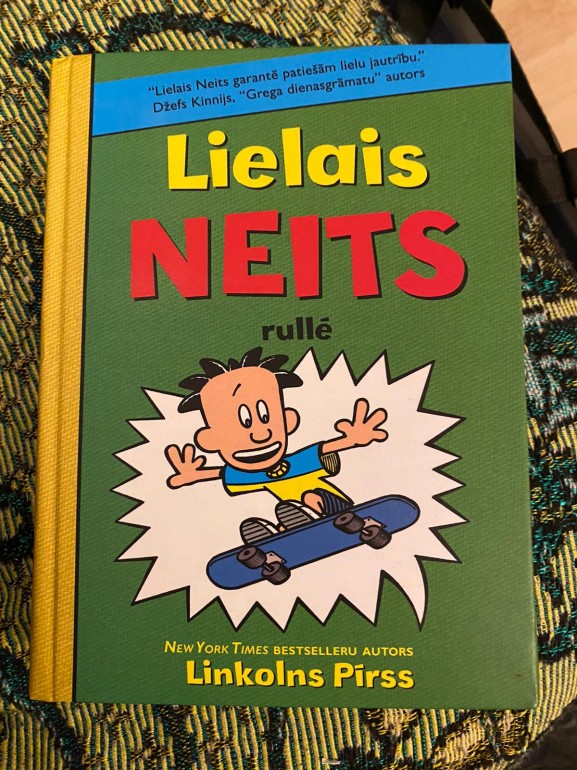 “Lielais Neits garantē patiešām lielu jautrību.”
Džefs Kinnijs, “Grega dienasgrāmatu” autors
Lielais
NEITS
rullē
NEW YORK TIMES BESTSELLERU AUTORS
Linkolns Pīrss